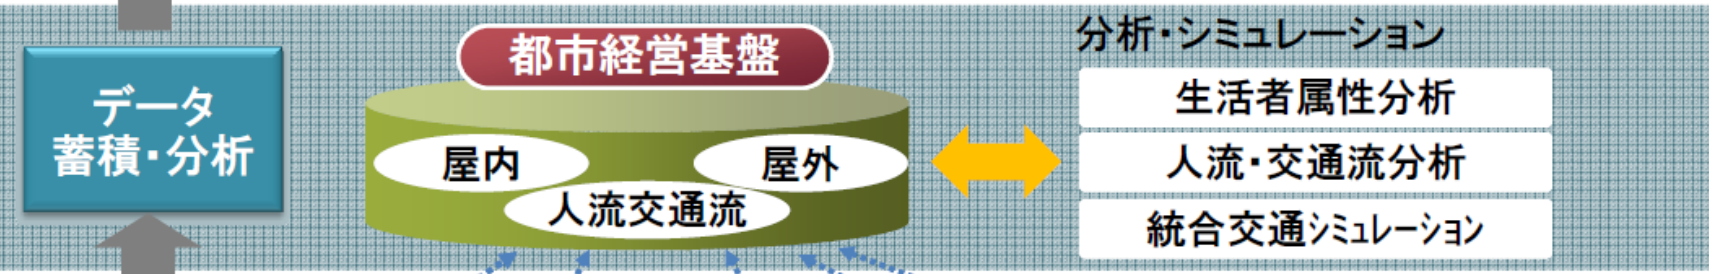 データ
蓄積・分析
都市経営基盤
屋内
屋外
人流交通流
分析・シミュレーション
生活者属性分析
人流・交通流分析
統合交通ｼﾐｭﾚｰｼｮﾝ